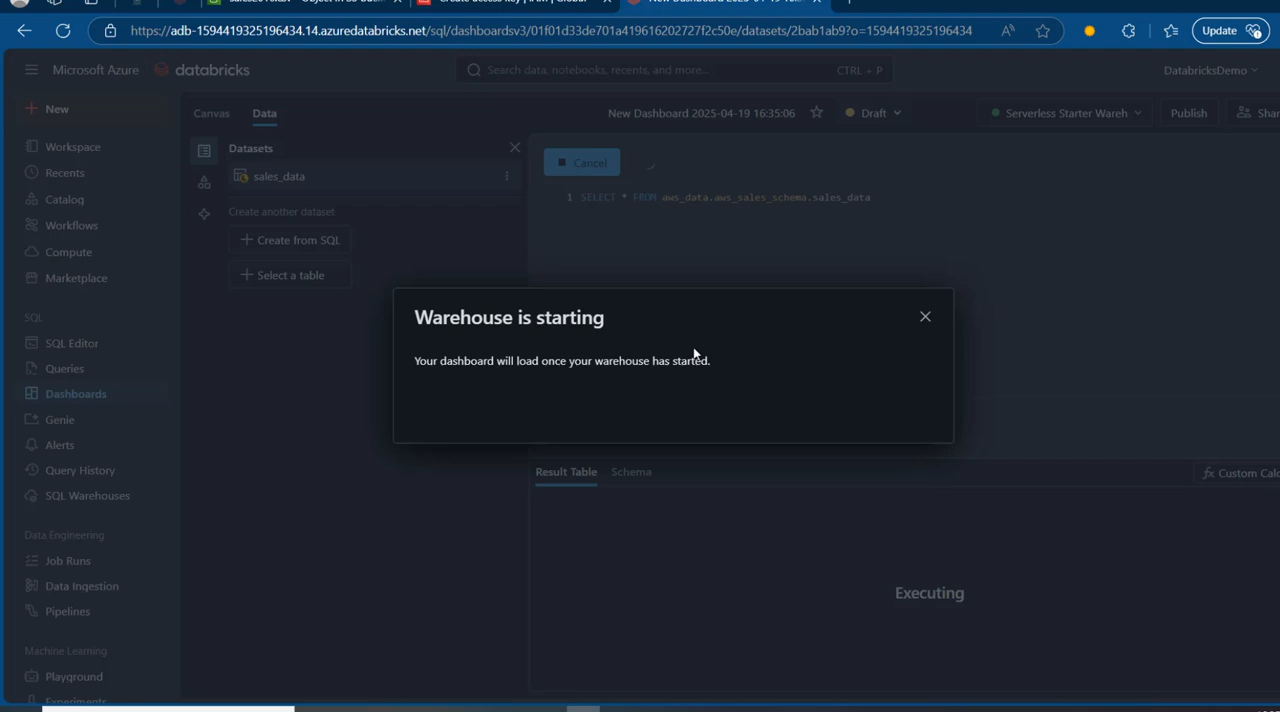 https://adb-1594419325196434.14.azuredatabricks.net/sql/dashboardsv3/01f01d33de701a419616202727f2c50e/datasets/2bab1ab9?o=1594419325196434
Update
Microsoft Azure databricks
Search data, notebooks, recents, and more...
CTRL + P
DatabricksDemo
New
Workspace
Recents
Catalog
Workflows
Compute
Marketplace
SQL
SQL Editor
Queries
Dashboards
Genie
Alerts
Query History
SQL Warehouses
Data Engineering
Job Runs
Data Ingestion
Pipelines
Machine Learning
Playground
Experiments
Canvas Data
New Dashboard 2025-04-19 16:35:06
Draft
Serverless Starter Wareh
Publish
Shar
Datasets
sales_data
Create another dataset
Create from SQL
Select a table
Cancel
1 SELECT * FROM aws_data.aws_sales_schema.sales_data
Warehouse is starting
Your dashboard will load once your warehouse has started.
Result Table Schema
Custom Calc
Executing